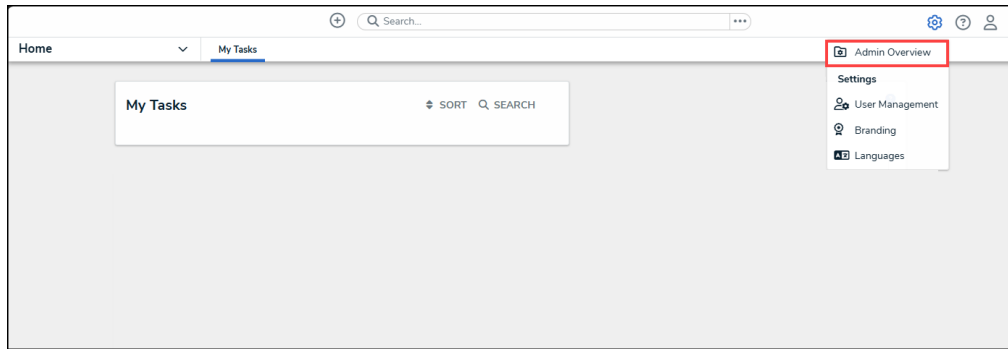 Search...
Home
My Tasks
Admin Overview
Settings
My Tasks
SORT
SEARCH
User Management
Branding
Languages